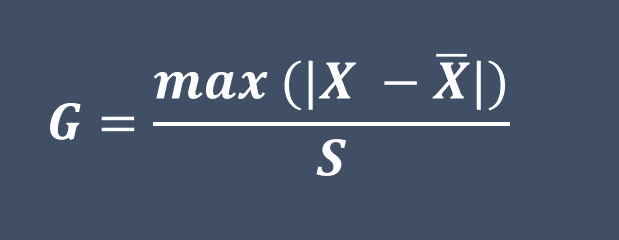 G = max (|X − X̅|) / S